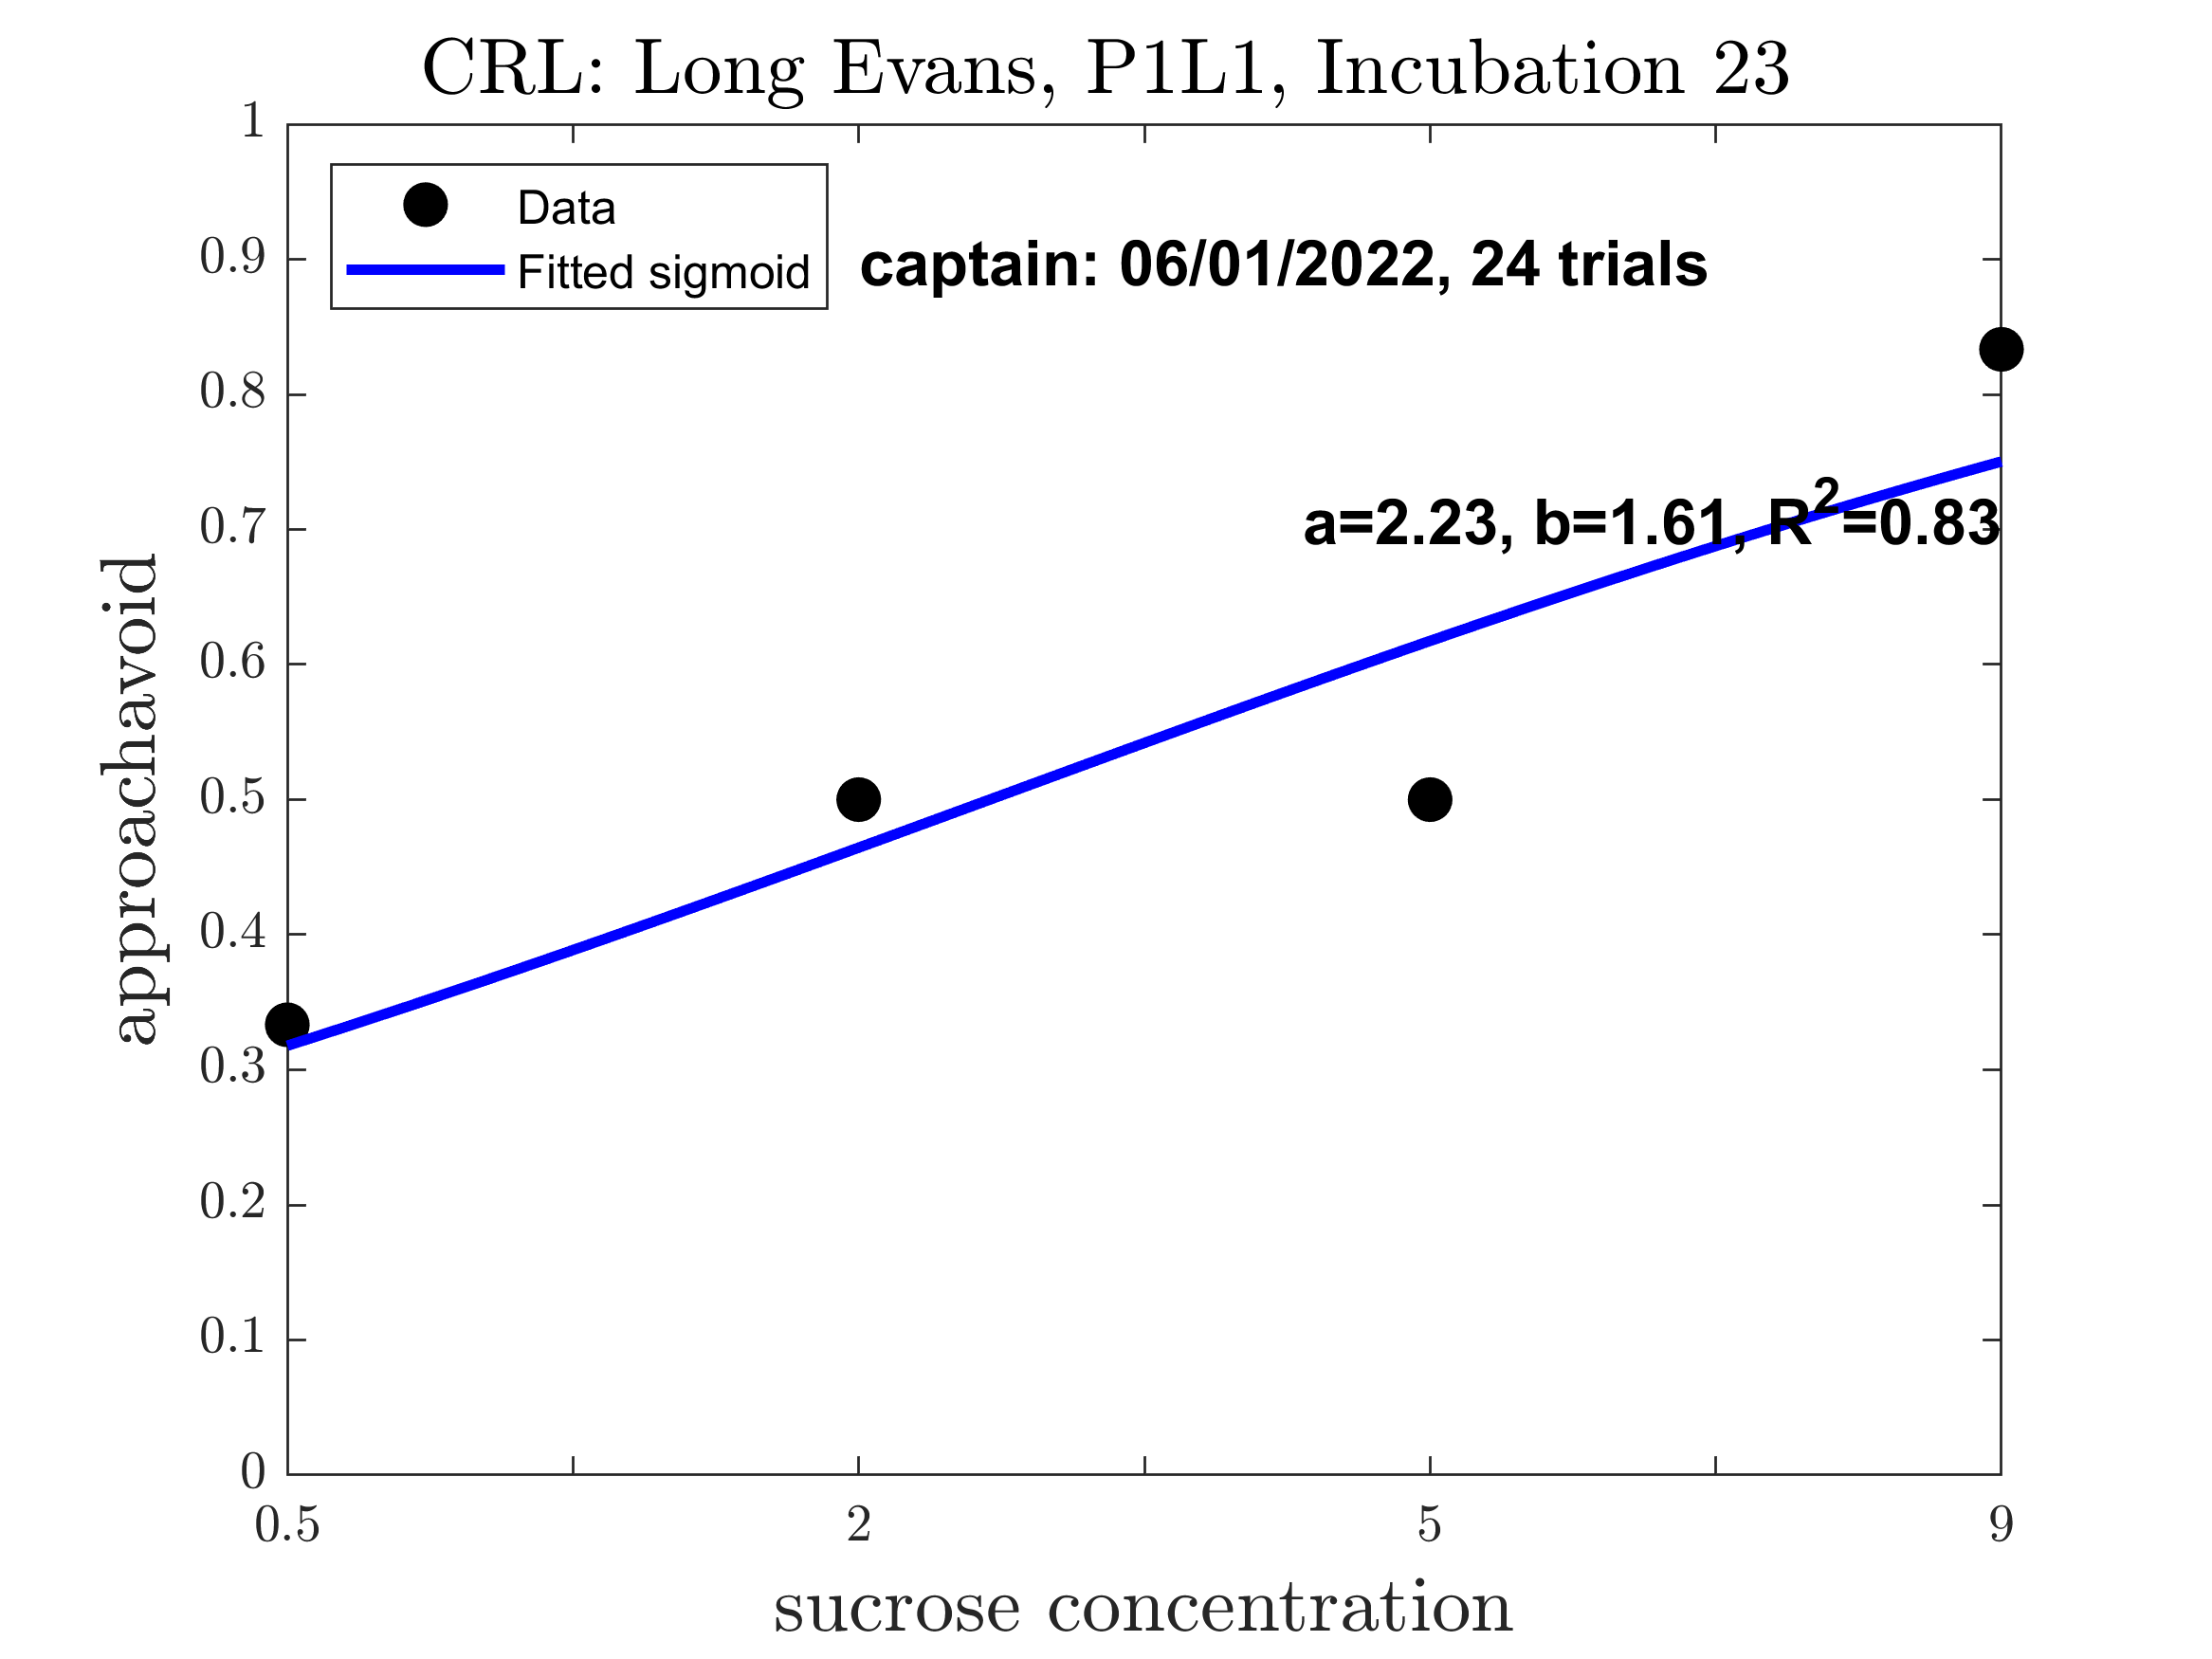 CRL: Long Evans, P1L1, Incubation 23
1
Data
Fitted sigmoid
captain: 06/01/2022, 24 trials
0.9
0.8
a=2.23, b=1.61, R²=0.83
0.7
0.6
0.5
0.4
0.3
0.2
0.1
0
approachavoid
0.5 2 5 9
sucrose concentration